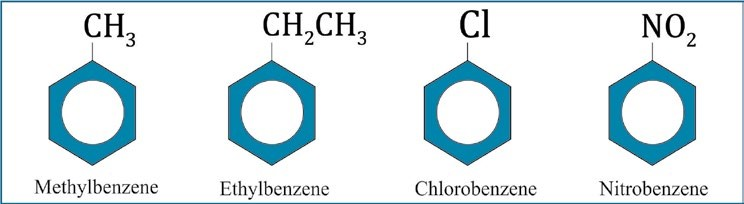 CH₃ CH₂CH₃ Cl NO₂
Methylbenzene Ethylbenzene Chlorobenzene Nitrobenzene